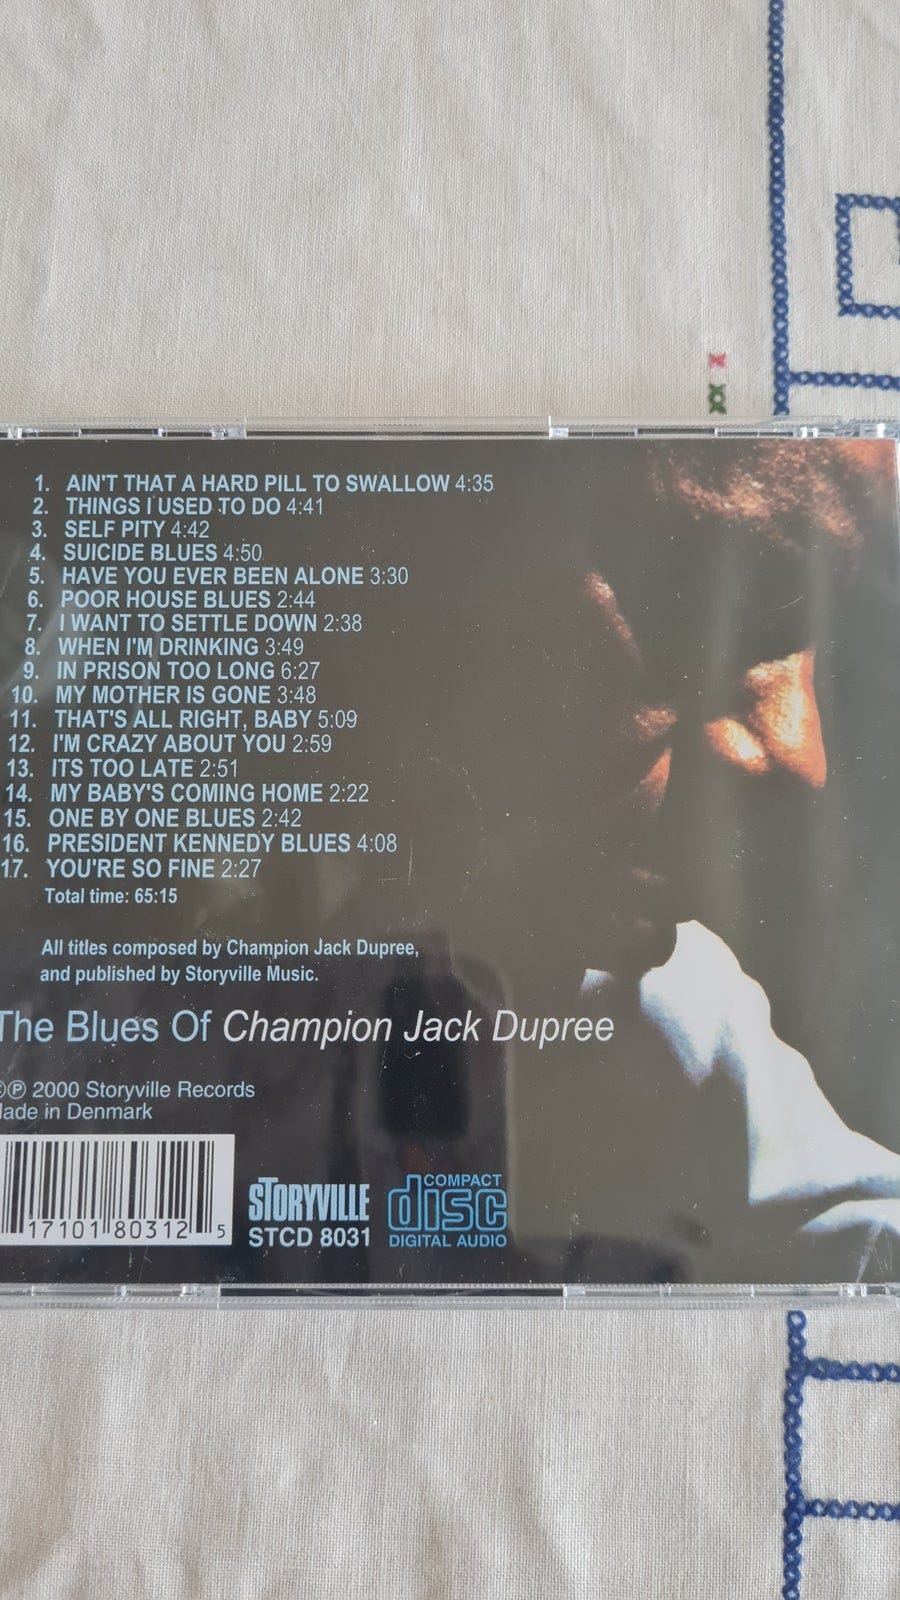 1. AIN'T THAT A HARD PILL TO SWALLOW 4:35
2. THINGS I USED TO DO 4:41
3. SELF PITY 4:42
4. SUICIDE BLUES 4:50
5. HAVE YOU EVER BEEN ALONE 3:30
6. POOR HOUSE BLUES 2:44
7. I WANT TO SETTLE DOWN 2:38
8. WHEN I'M DRINKING 3:49
9. IN PRISON TOO LONG 6:27
10. MY MOTHER IS GONE 3:48
11. THAT'S ALL RIGHT, BABY 5:09
12. I'M CRAZY ABOUT YOU 2:59
13. ITS TOO LATE 2:51
14. MY BABY'S COMING HOME 2:22
15. ONE BY ONE BLUES 2:42
16. PRESIDENT KENNEDY BLUES 4:08
17. YOU'RE SO FINE 2:27
Total time: 65:15
All titles composed by Champion Jack Dupree,
and published by Storyville Music.
The Blues Of Champion Jack Dupree
©℗ 2000 Storyville Records
Made in Denmark
17101 80312 5
STORYVILLE
STCD 8031
COMPACT
disc
DIGITAL AUDIO